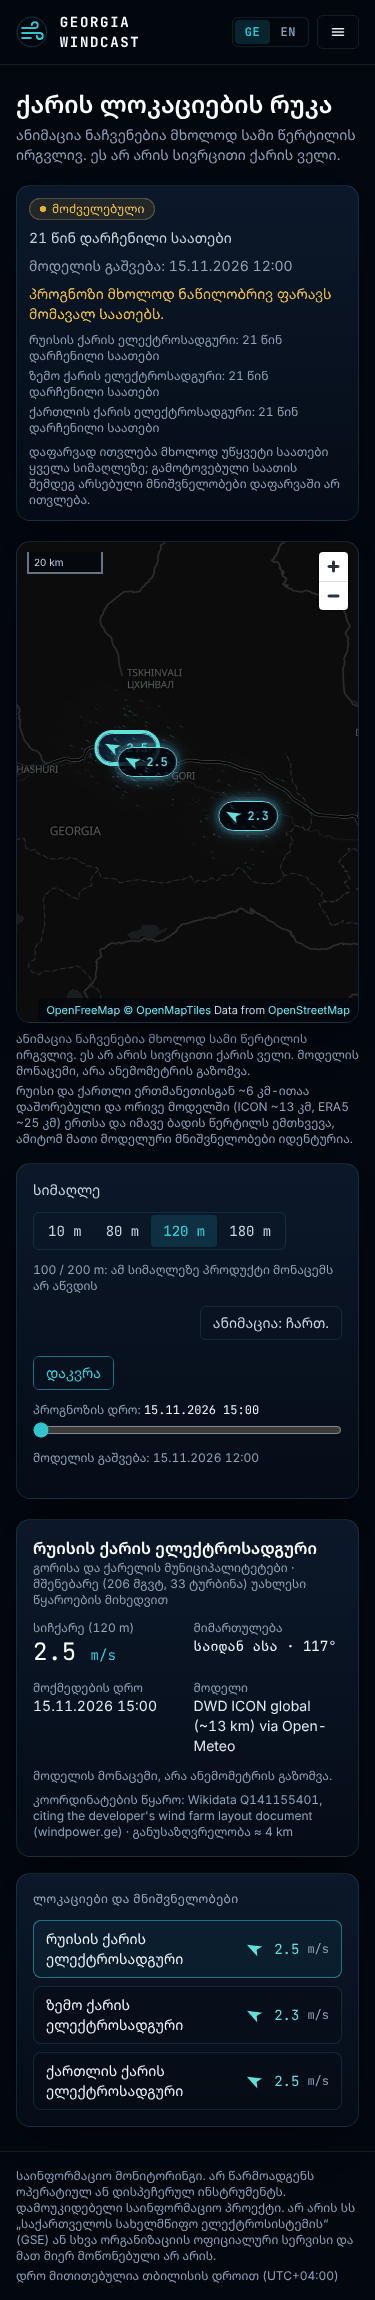 GEORGIA
WINDCAST
GE EN
ქარის ლოკაციების რუკა
ანიმაცია ნაჩვენებია მხოლოდ სამი წერტილის
ირგვლივ. ეს არ არის სივრცითი ქარის ველი.
მოძველებული
21 წინ დარჩენილი საათები
მოდელის გაშვება: 15.11.2026 12:00
პროგნოზი მხოლოდ ნაწილობრივ ფარავს
მომავალ საათებს.
რუისის ქარის ელექტროსადგური: 21 წინ
დარჩენილი საათები
ზემო ქარის ელექტროსადგური: 21 წინ
დარჩენილი საათები
ქართლის ქარის ელექტროსადგური: 21 წინ
დარჩენილი საათები
დაფარვად ითვლება მხოლოდ უწყვეტი საათები
ყველა სიმაღლეზე; გამოტოვებული საათის
შემდეგ არსებული მნიშვნელობები დაფარვაში არ
ითვლება.
20 km
TSKHINVALI
ЦХИНВАЛ
2.5
2.5
HASHURI
GORI
2.3
GEORGIA
OpenFreeMap © OpenMapTiles Data from OpenStreetMap
ანიმაცია ნაჩვენებია მხოლოდ სამი წერტილის
ირგვლივ. ეს არ არის სივრცითი ქარის ველი. მოდელის
მონაცემი, არა ანემომეტრის გაზომვა.
რუისი და ქართლი ერთმანეთისგან ~6 კმ-ითაა
დაშორებული და ორივე მოდელში (ICON ~13 კმ, ERA5
~25 კმ) ერთსა და იმავე ბადის წერტილს ემთხვევა,
ამიტომ მათი მოდელური მნიშვნელობები იდენტურია.
სიმაღლე
10 m 80 m 120 m 180 m
100 / 200 m: ამ სიმაღლეზე პროდუქტი მონაცემს
არ აწვდის
ანიმაცია: ჩართ.
დაკვრა
პროგნოზის დრო: 15.11.2026 15:00
მოდელის გაშვება: 15.11.2026 12:00
რუისის ქარის ელექტროსადგური
გორისა და ქარელის მუნიციპალიტეტები ·
მშენებარე (206 მგვტ, 33 ტურბინა) უახლესი
წყაროების მიხედვით
სიჩქარე (120 m)
2.5 m/s
მიმართულება
საიდან ასა · 117°
მოქმედების დრო
15.11.2026 15:00
მოდელი
DWD ICON global
(~13 km) via Open-
Meteo
მოდელის მონაცემი, არა ანემომეტრის გაზომვა.
კოორდინატების წყარო: Wikidata Q141155401,
citing the developer's wind farm layout document
(windpower.ge) · განუსაზღვრელობა ≈ 4 km
ლოკაციები და მნიშვნელობები
რუისის ქარის
ელექტროსადგური
2.5 m/s
ზემო ქარის
ელექტროსადგური
2.3 m/s
ქართლის ქარის
ელექტროსადგური
2.5 m/s
საინფორმაციო მონიტორინგი. არ წარმოადგენს
ოპერატიულ ან დისპეჩერულ ინსტრუმენტს.
დამოუკიდებელი საინფორმაციო პროექტი. არ არის სს
„საქართველოს სახელმწიფო ელექტროსისტემის“
(GSE) ან სხვა ორგანიზაციის ოფიციალური სერვისი და
მათ მიერ მოწონებული არ არის.
დრო მითითებულია თბილისის დროით (UTC+04:00)